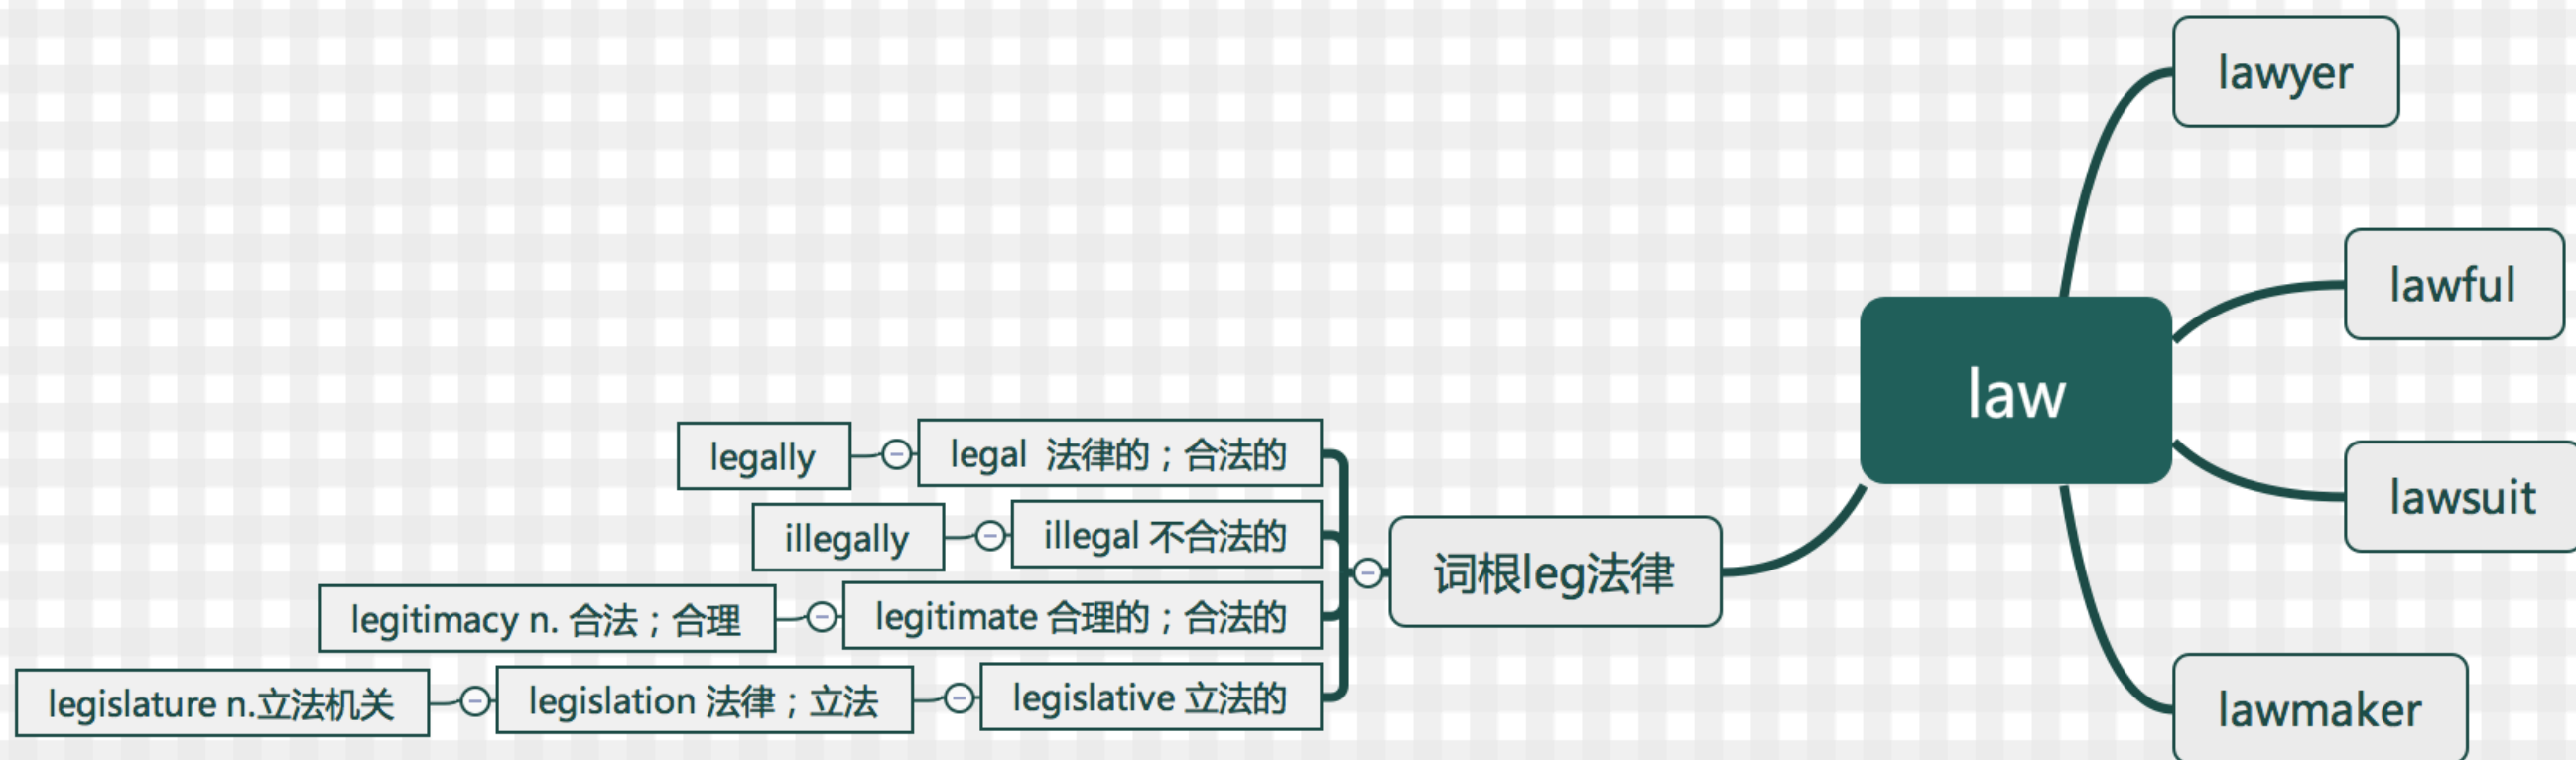 lawyer
lawful
law
lawsuit
lawmaker
词根leg法律
legal 法律的；合法的
legally
illegal 不合法的
illegally
legitimate 合理的；合法的
legitimacy n. 合法；合理
legislative 立法的
legislation 法律；立法
legislature n.立法机关